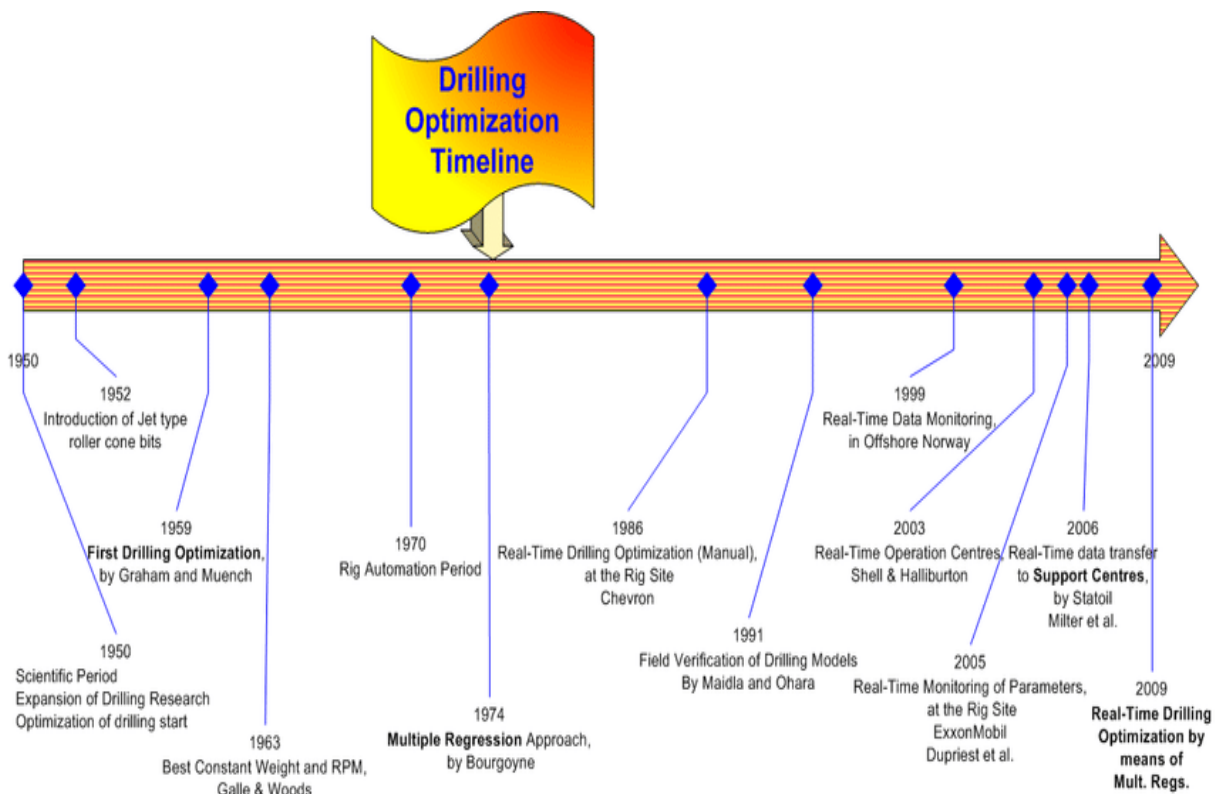 Drilling
Optimization
Timeline
1950
2009
1952
Introduction of Jet type
roller cone bits
1999
Real-Time Data Monitoring,
in Offshore Norway
1959
First Drilling Optimization,
by Graham and Muench
1970
Rig Automation Period
1986
Real-Time Drilling Optimization (Manual),
at the Rig Site
Chevron
2003
Real-Time Operation Centres,
Shell & Halliburton
2006
Real-Time data transfer
to Support Centres,
by Statoil
Milter et al.
1950
Scientific Period
Expansion of Drilling Research
Optimization of drilling start
1991
Field Verification of Drilling Models
By Maidla and Ohara
2005
Real-Time Monitoring of Parameters,
at the Rig Site
ExxonMobil
Dupriest et al.
2009
Real-Time Drilling
Optimization by
means of
Mult. Regs.
1974
Multiple Regression Approach,
by Bourgoyne
1963
Best Constant Weight and RPM,
Galle & Woods